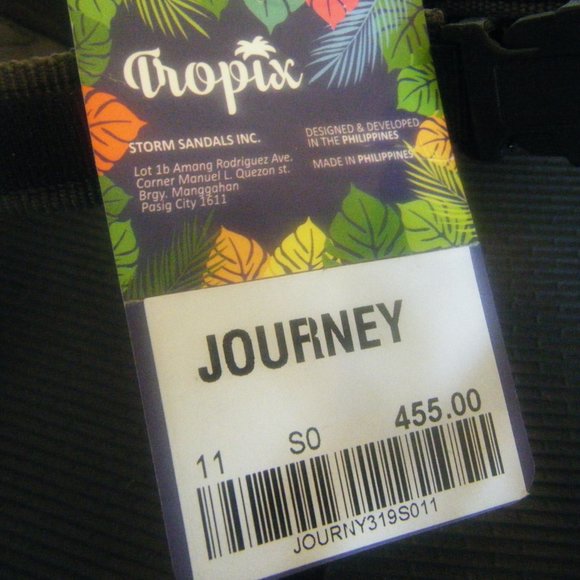 Tropix
STORM SANDALS INC.
Lot 1b Amang Rodriguez Ave.
Corner Manuel L. Quezon st.
Brgy. Manggahan
Pasig City 1611
DESIGNED & DEVELOPED
IN THE PHILIPPINES
MADE IN PHILIPPINES
JOURNEY
11 SO 455.00
JOURNY319S011